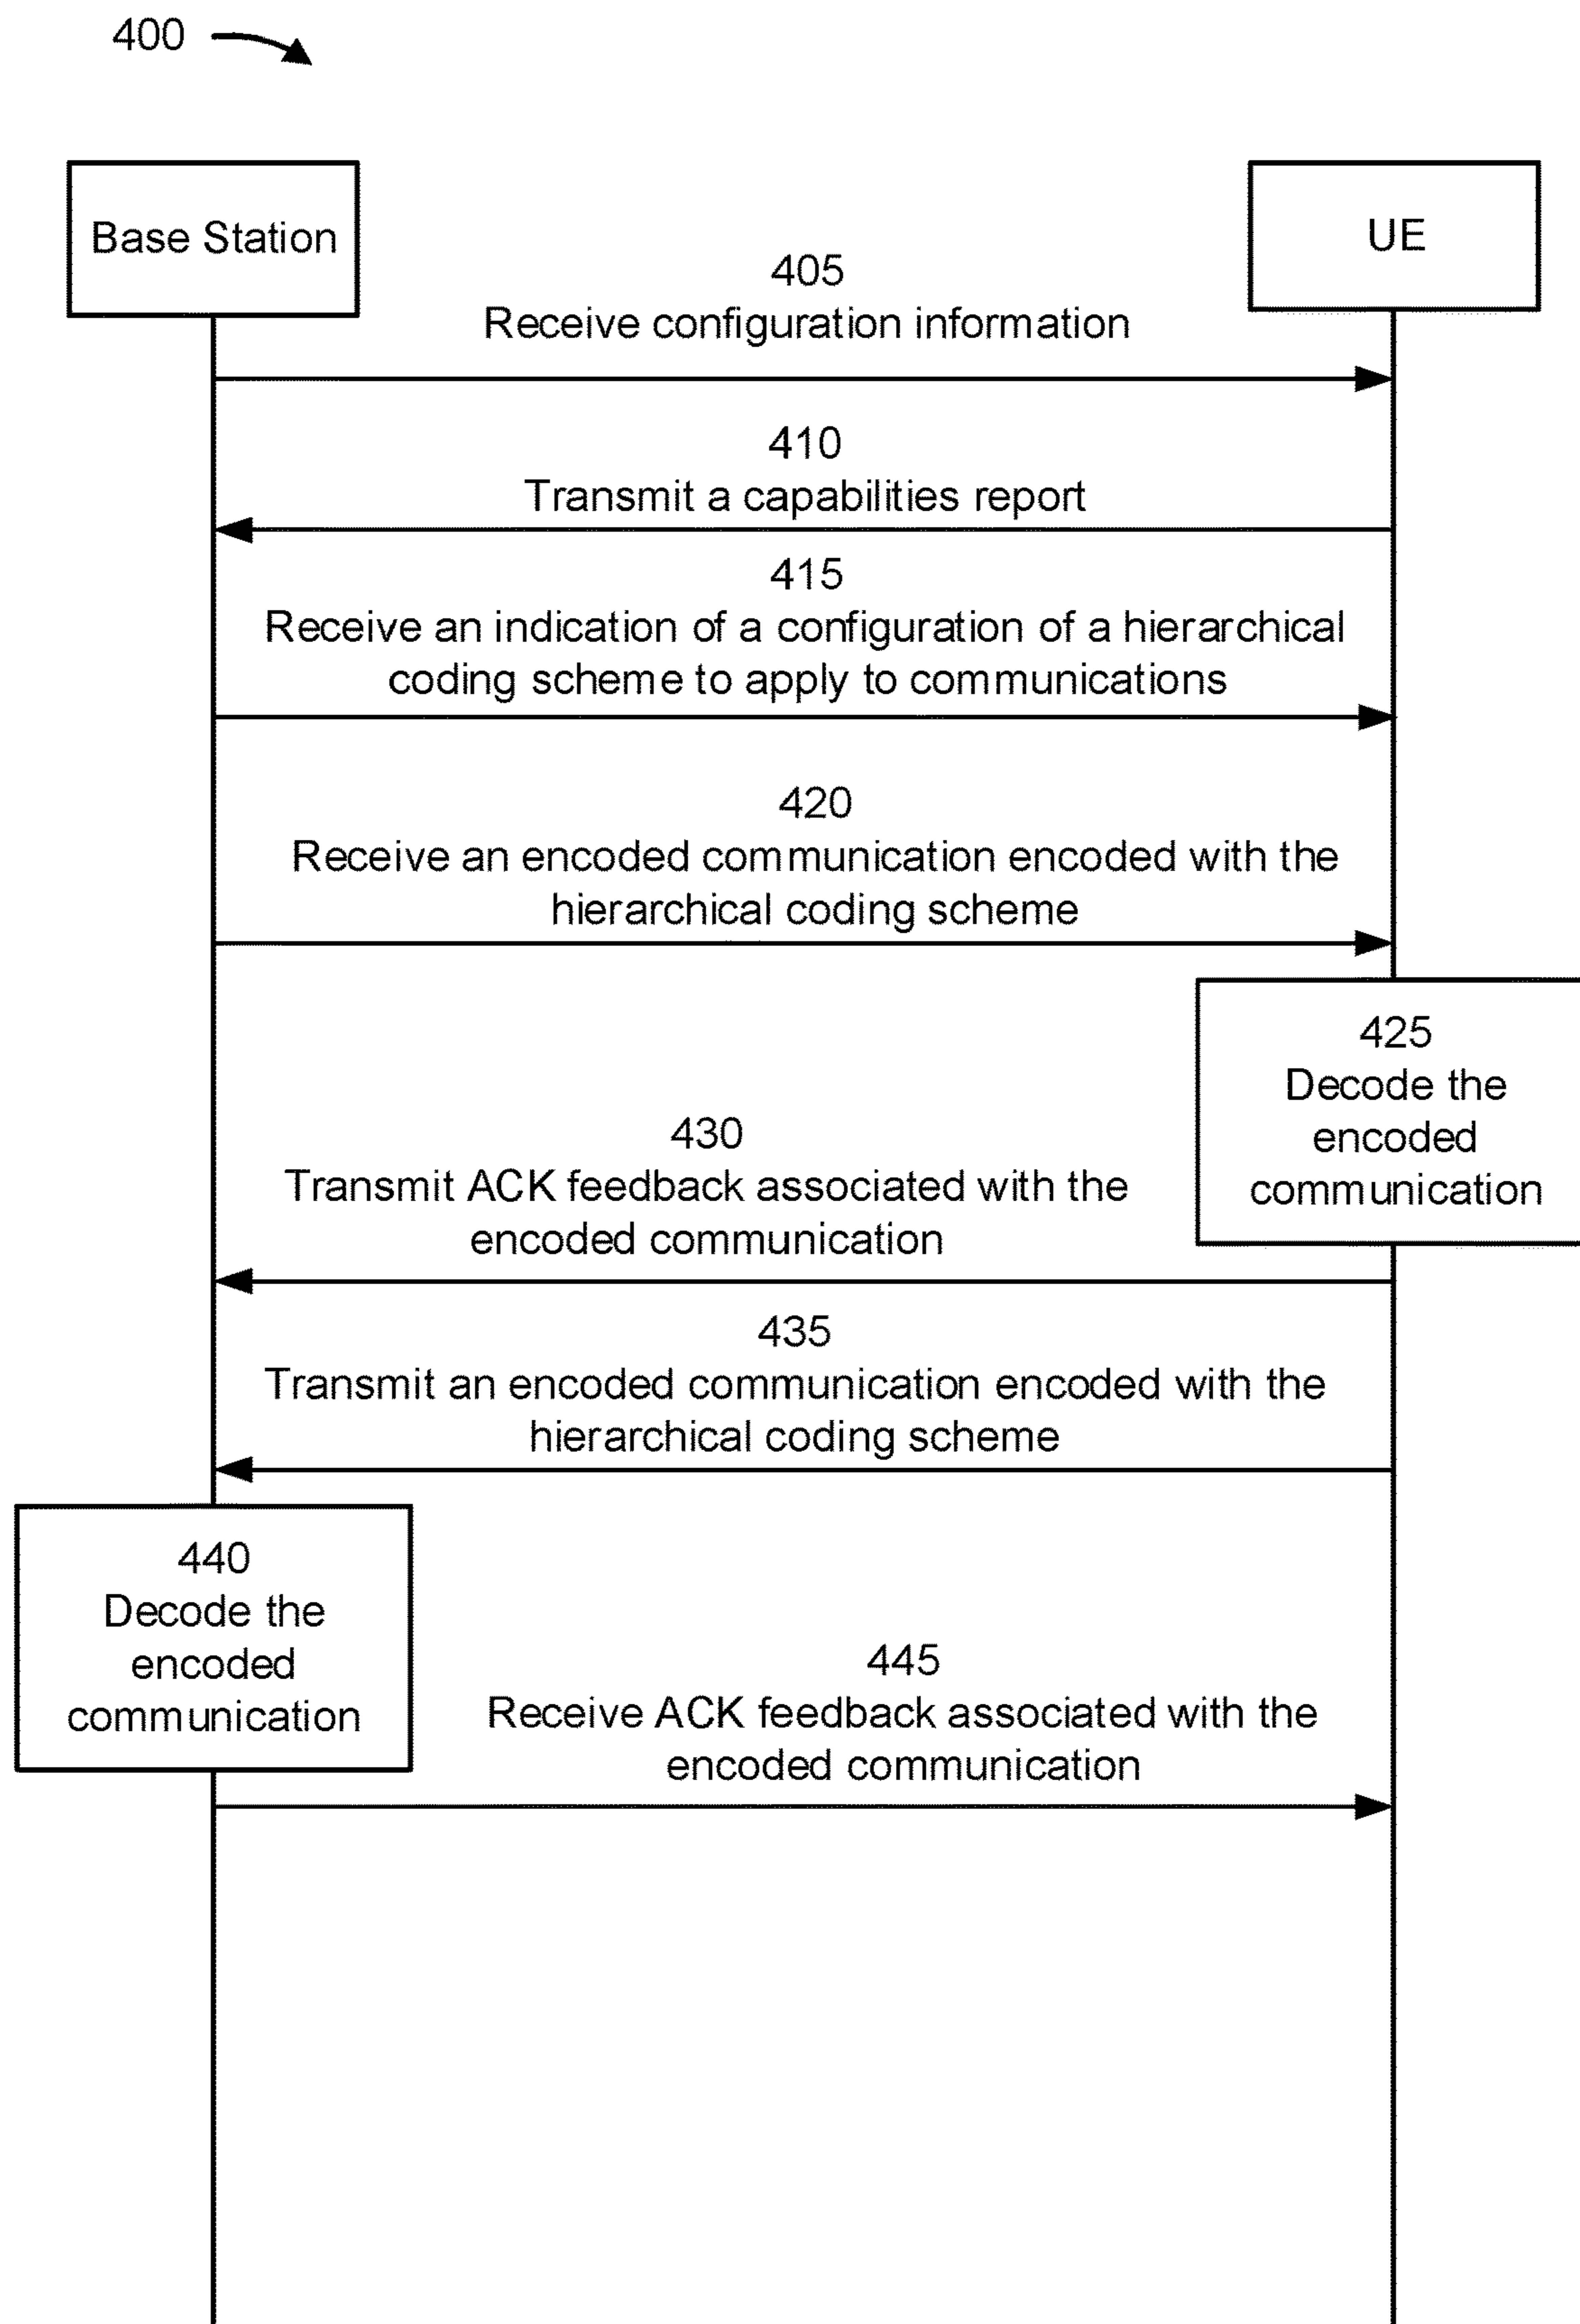 400
Base Station
UE
405
Receive configuration information
410
Transmit a capabilities report
415
Receive an indication of a configuration of a hierarchical
coding scheme to apply to communications
420
Receive an encoded communication encoded with the
hierarchical coding scheme
425
Decode the
encoded
communication
430
Transmit ACK feedback associated with the
encoded communication
435
Transmit an encoded communication encoded with the
hierarchical coding scheme
440
Decode the
encoded
communication
445
Receive ACK feedback associated with the
encoded communication